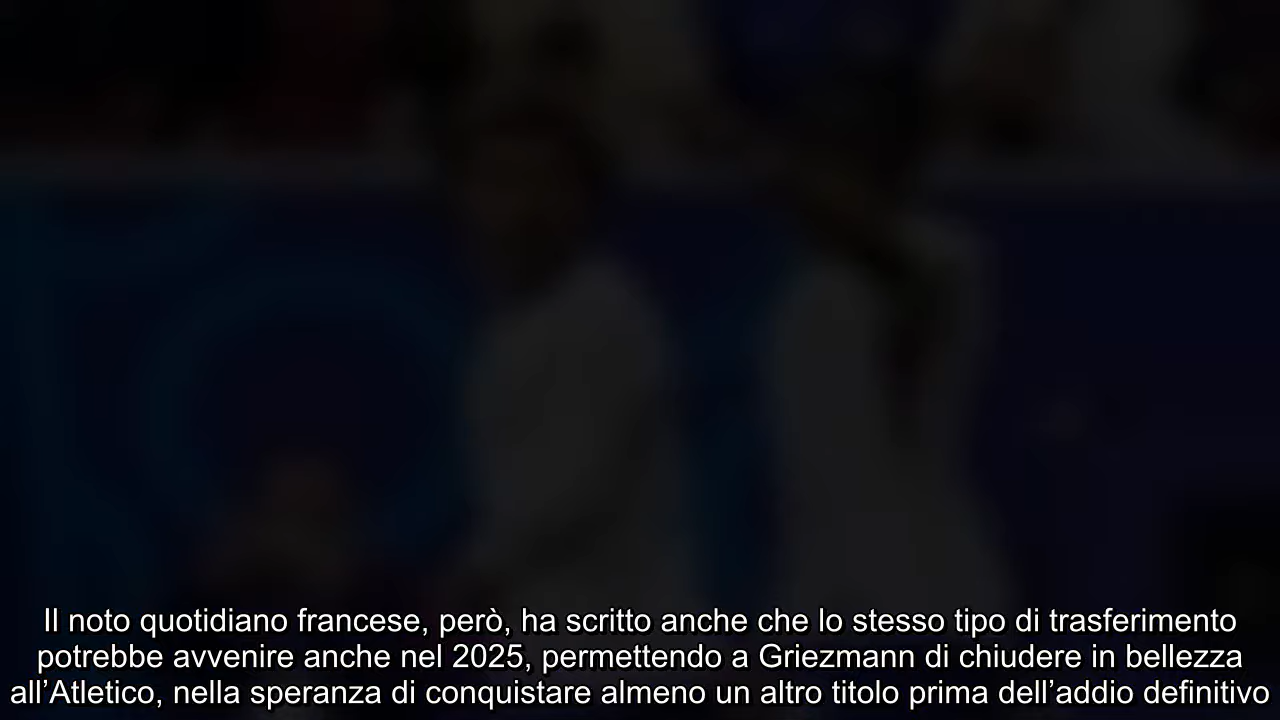 Il noto quotidiano francese, però, ha scritto anche che lo stesso tipo di trasferimento
potrebbe avvenire anche nel 2025, permettendo a Griezmann di chiudere in bellezza
all’Atletico, nella speranza di conquistare almeno un altro titolo prima dell’addio definitivo